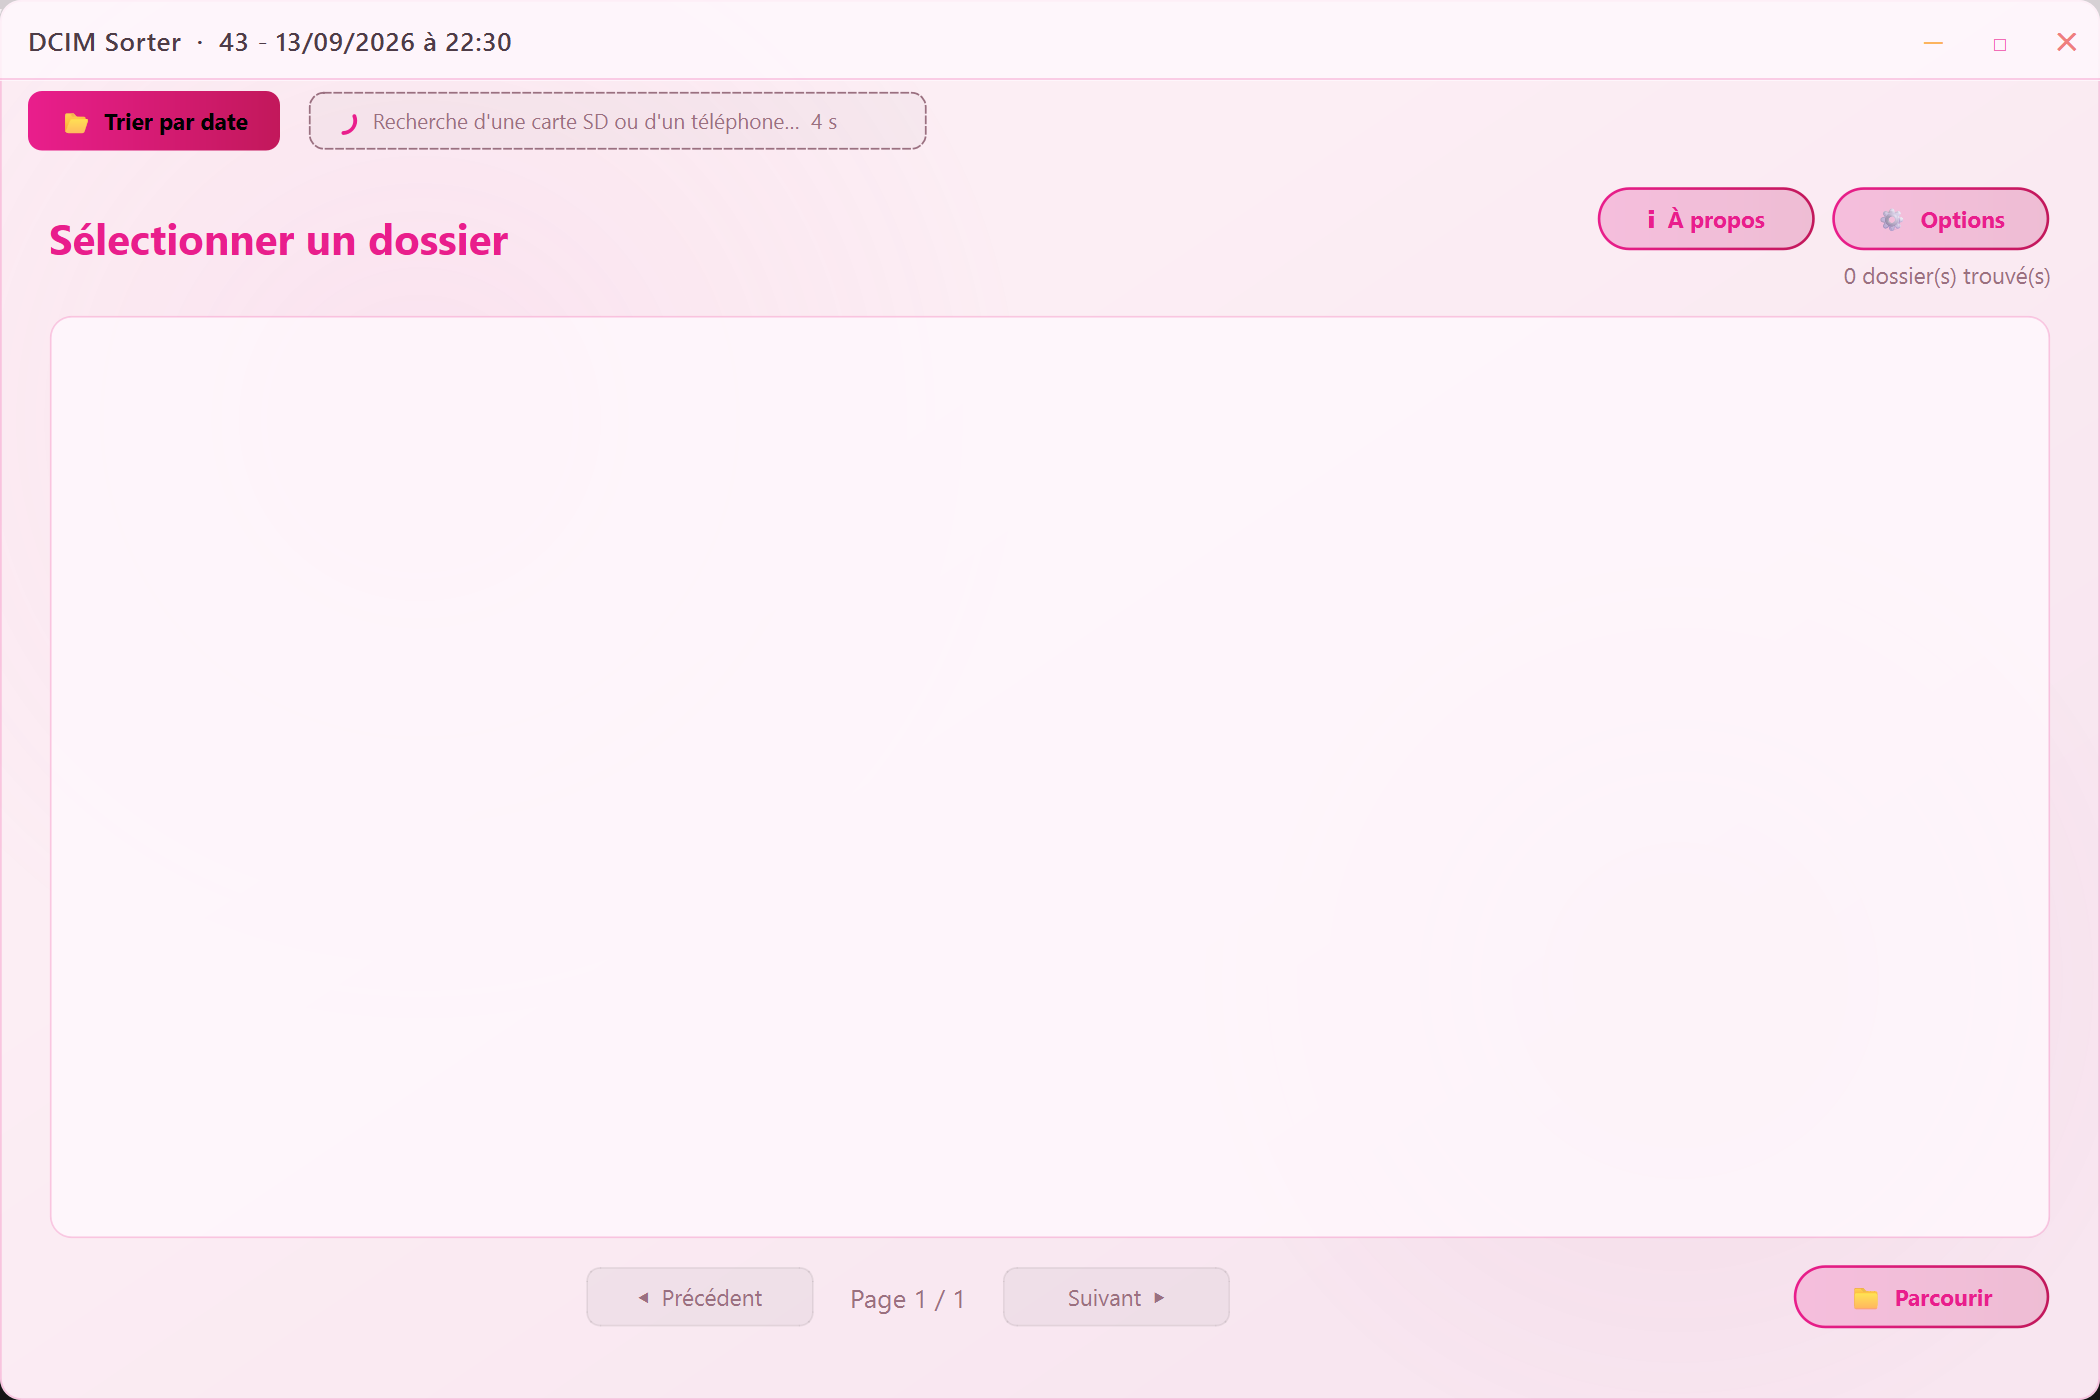 DCIM Sorter · 43 - 13/09/2026 à 22:30
Trier par date
Recherche d'une carte SD ou d'un téléphone... 4 s
Sélectionner un dossier
i À propos
Options
0 dossier(s) trouvé(s)
◄ Précédent
Page 1 / 1
Suivant ►
Parcourir